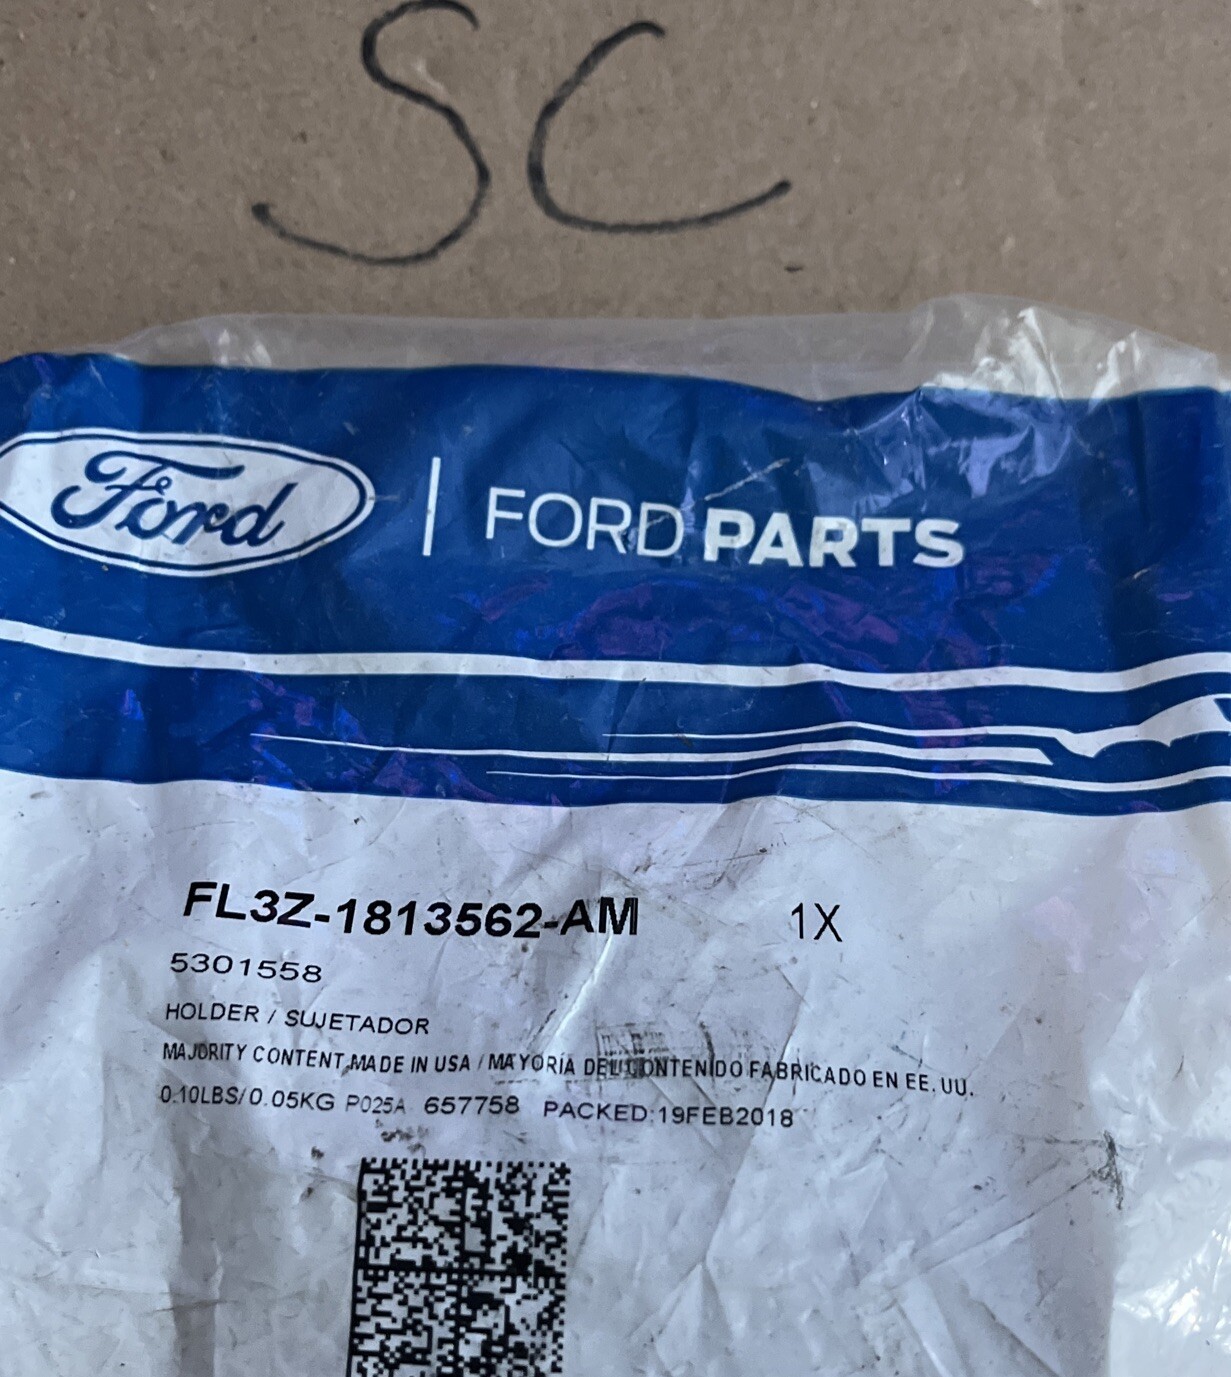 SC
Ford | FORD PARTS
FL3Z-1813562-AM 1X
5301558
HOLDER / SUJETADOR
MAJORITY CONTENT MADE IN USA / MAYORÍA DEL CONTENIDO FABRICADO EN EE. UU.
0.10LBS/0.05KG P025A 657758 PACKED:19FEB2018